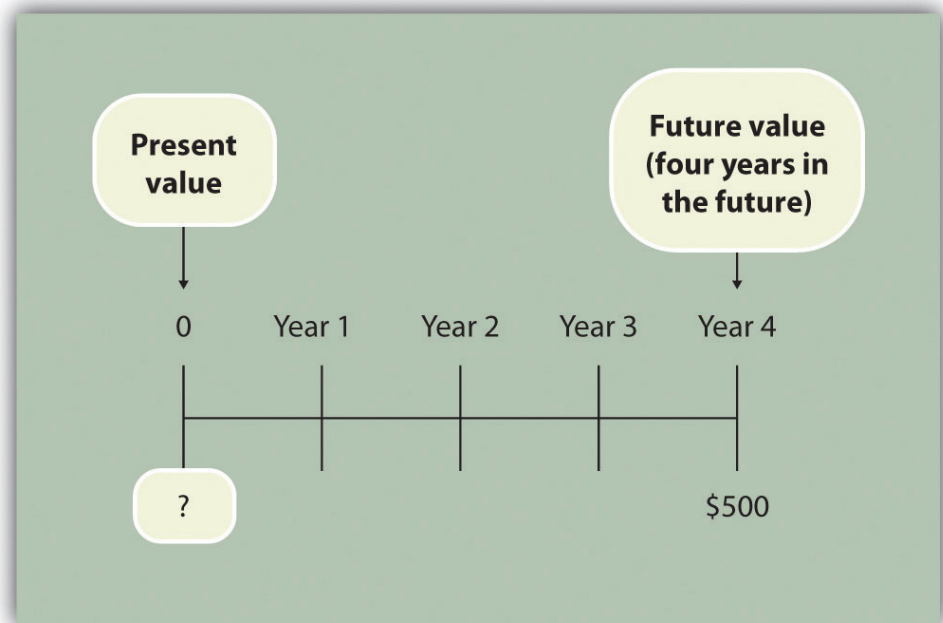 Present
value
Future value
(four years in
the future)
0 Year 1 Year 2 Year 3 Year 4
? $500